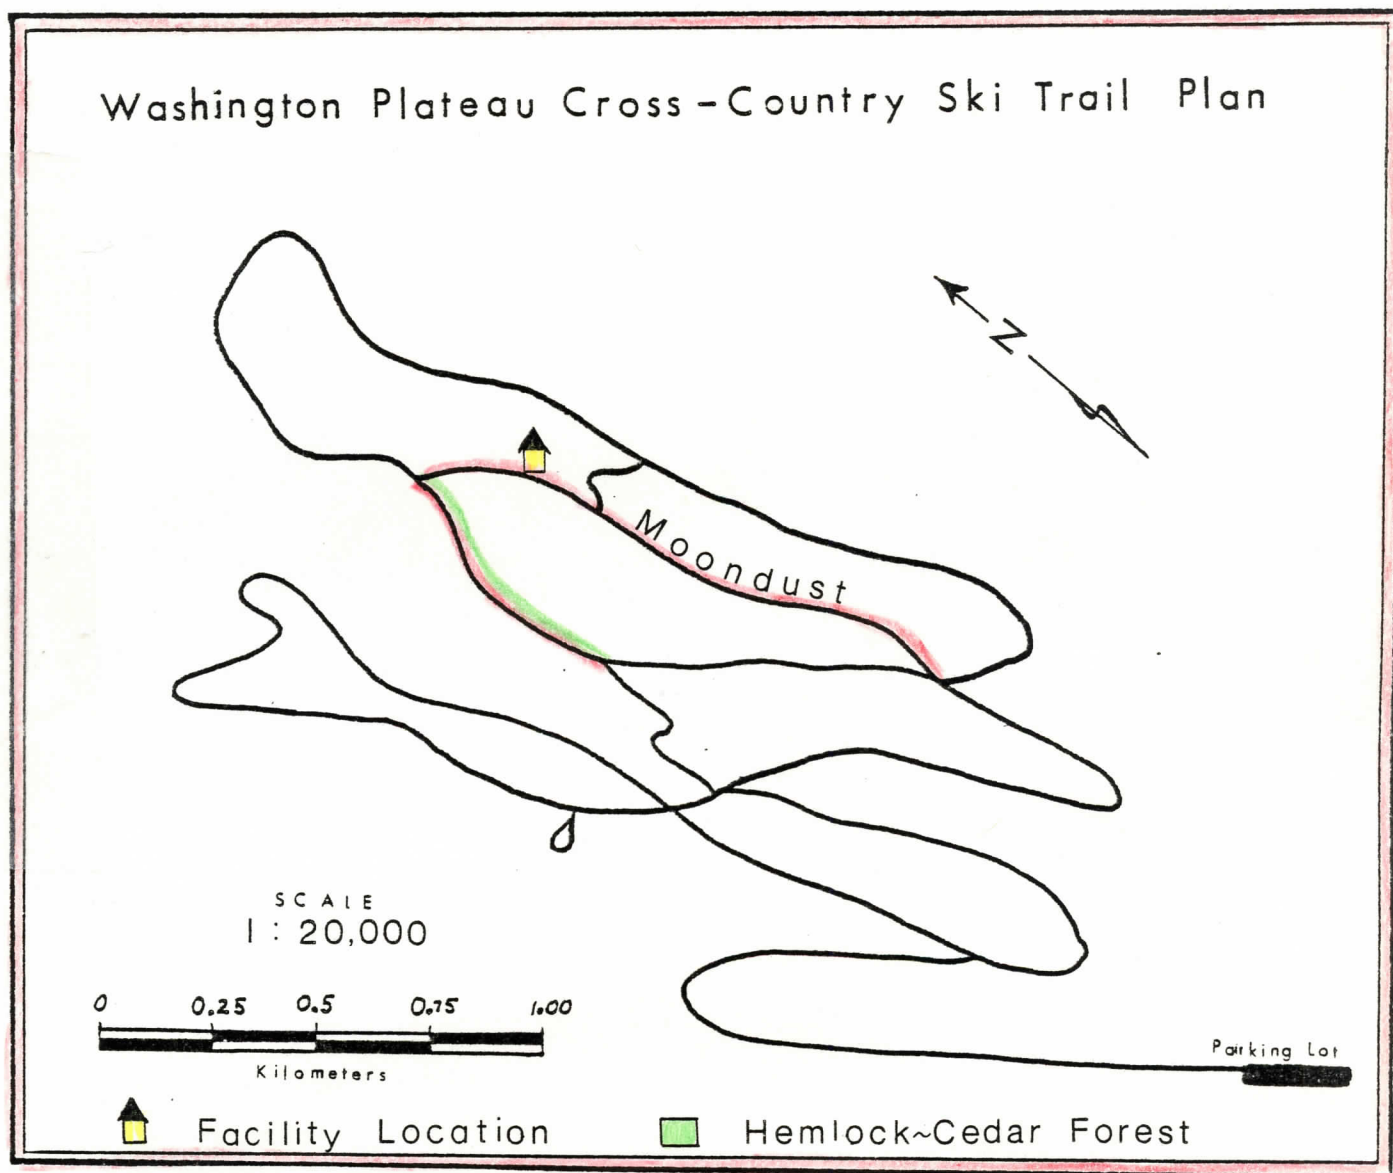 Washington Plateau Cross-Country Ski Trail Plan
N
Moondust
SCALE
1 : 20,000
0 0.25 0.5 0.75 1.00
Kilometers
Parking Lot
Facility Location
Hemlock~Cedar Forest